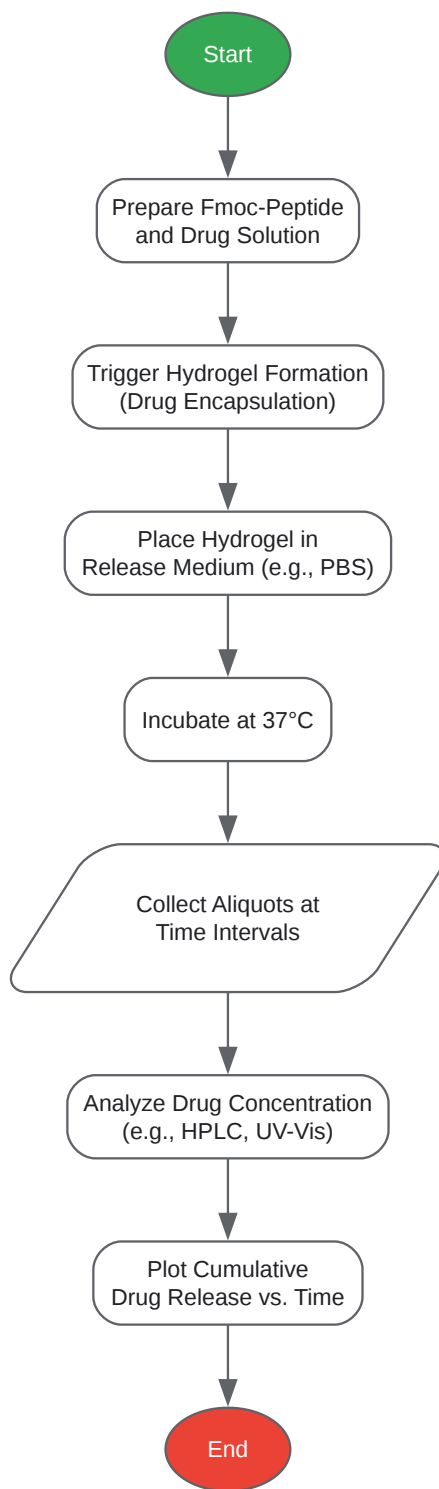 Start
Prepare Fmoc-Peptide
and Drug Solution
Trigger Hydrogel Formation
(Drug Encapsulation)
Place Hydrogel in
Release Medium (e.g., PBS)
Incubate at 37°C
Collect Aliquots at
Time Intervals
Analyze Drug Concentration
(e.g., HPLC, UV-Vis)
Plot Cumulative
Drug Release vs. Time
End